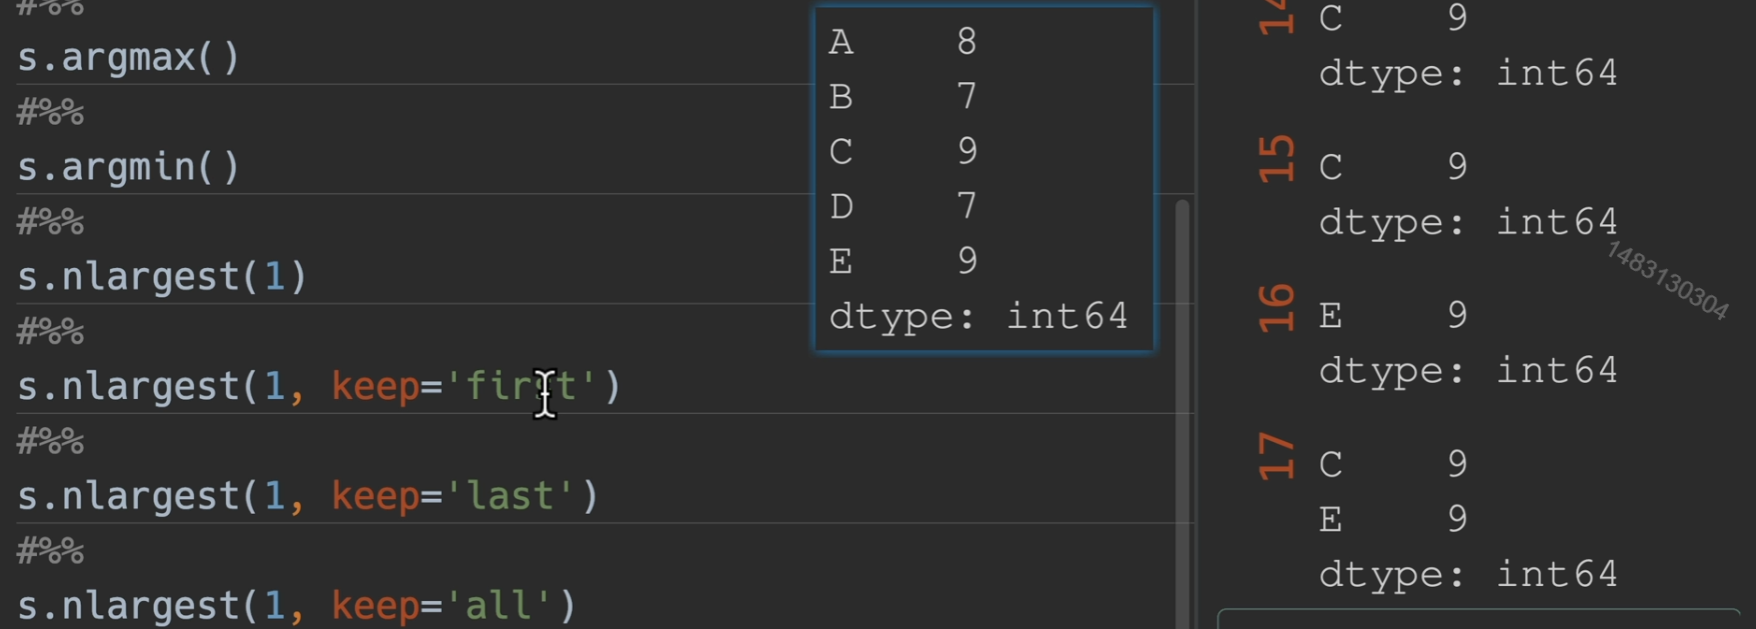 #%%
s.argmax()
#%%
s.argmin()
#%%
s.nlargest(1)
#%%
s.nlargest(1, keep='first')
#%%
s.nlargest(1, keep='last')
#%%
s.nlargest(1, keep='all')
A 8
B 7
C 9
D 7
E 9
dtype: int64
14 C 9
dtype: int64
15 C 9
dtype: int64
16 E 9
dtype: int64
17 C 9
E 9
dtype: int64
1483130304